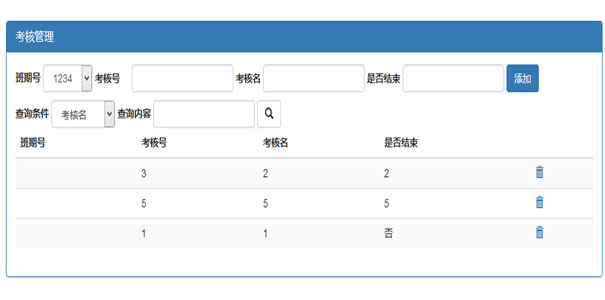 考核管理
班期号 1234 考核号 考核名 是否结束 添加
查询条件 考核名 查询内容
班期号 考核号 考核名 是否结束
3 2 2
5 5 5
1 1 否